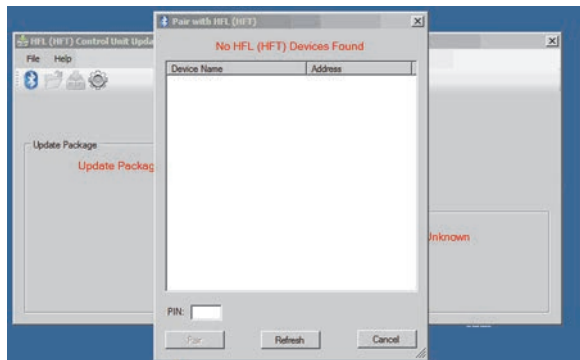 Pair with HFL (HFT)
No HFL (HFT) Devices Found
Device Name Address
PIN:
Pair Refresh Cancel
HFL (HFT) Control Unit Upda
File Help
Update Package
Update Packag
Unknown